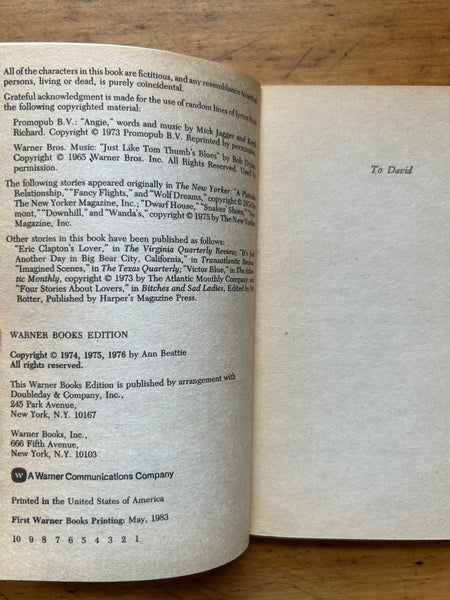 All of the characters in this book are fictitious, and any resemblance to actual
persons, living or dead, is purely coincidental.
Grateful acknowledgment is made for the use of random lines of lyrics from
the following copyrighted material:
Promopub B.V.: "Angie," words and music by Mick Jagger and Keith
Richard. Copyright © 1973 Promopub B.V. Reprinted by permission.
Warner Bros. Music: "Just Like Tom Thumb's Blues" by Bob Dylan.
Copyright © 1965 Warner Bros. Inc. All Rights Reserved. Used by
permission.
The following stories appeared originally in The New Yorker: "A Platonic
Relationship," "Fancy Flights," and "Wolf Dreams," copyright © 1974 by
The New Yorker Magazine, Inc.; "Dwarf House," "Snakes' Shoes," "Ver-
mont," "Downhill," and "Wanda's," copyright © 1975 by The New Yorker
Magazine, Inc.
Other stories in this book have been published as follows:
"Eric Clapton's Lover," in The Virginia Quarterly Review; "It's Just
Another Day in Big Bear City, California," in Transatlantic Review;
"Imagined Scenes," in The Texas Quarterly; "Victor Blue," in The Atlan-
tic Monthly, copyright © 1973 by The Atlantic Monthly Company; and
"Four Stories About Lovers," in Bitches and Sad Ladies, Edited by Pat
Rotter, Published by Harper's Magazine Press.
WARNER BOOKS EDITION
Copyright © 1974, 1975, 1976 by Ann Beattie
All rights reserved.
This Warner Books Edition is published by arrangement with
Doubleday & Company, Inc.,
245 Park Avenue,
New York, N.Y. 10167
Warner Books, Inc.,
666 Fifth Avenue,
New York, N.Y. 10103
A Warner Communications Company
Printed in the United States of America
First Warner Books Printing: May, 1983
10 9 8 7 6 5 4 3 2 1
To David